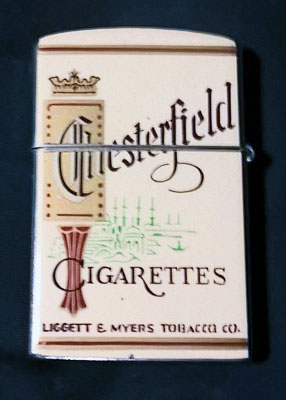 Chesterfield
CIGARETTES
LIGGETT & MYERS TOBACCO CO.